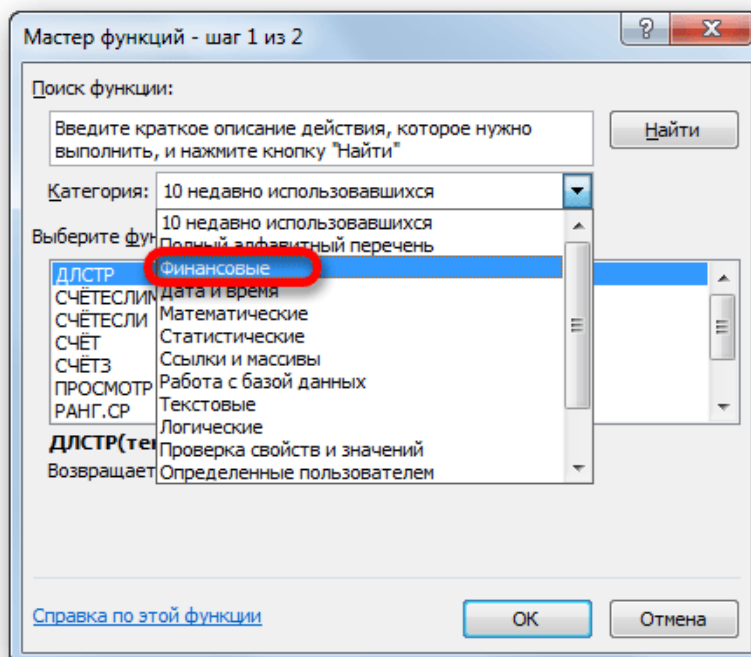 Мастер функций - шаг 1 из 2
Поиск функции:
Введите краткое описание действия, которое нужно
выполнить, и нажмите кнопку "Найти"
Найти
Категория: 10 недавно использовавшихся
10 недавно использовавшихся
Полный алфавитный перечень
Финансовые
Дата и время
Математические
Статистические
Ссылки и массивы
Работа с базой данных
Текстовые
Логические
Проверка свойств и значений
Определенные пользователем
Выберите
ДЛСТР
СЧЁТЕСЛИ
СЧЁТ
СЧЁТЗ
ПРОСМОТР
РАНГ.СР
Возвращает
Справка по этой функции
ОК
Отмена